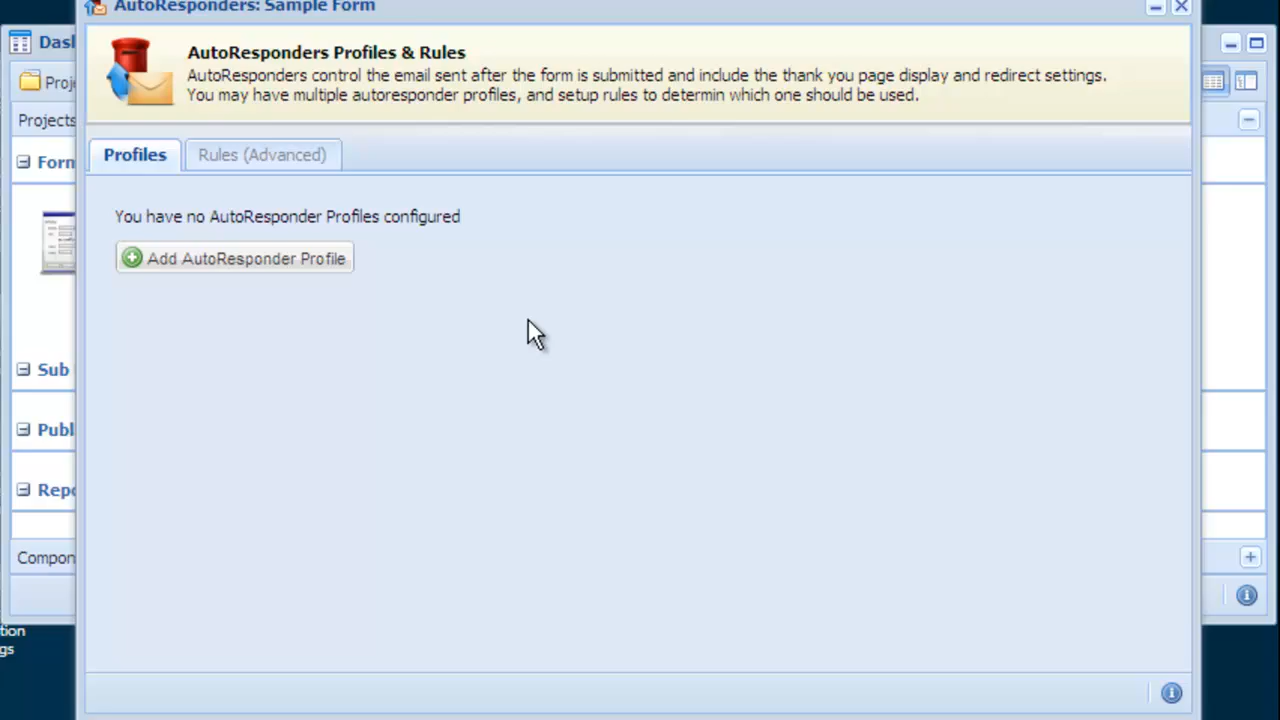 AutoResponders: Sample Form
Dasl
AutoResponders Profiles & Rules
AutoResponders control the email sent after the form is submitted and include the thank you page display and redirect settings.
You may have multiple autoresponder profiles, and setup rules to determin which one should be used.
Proj
Projects
Profiles
Rules (Advanced)
Forn
You have no AutoResponder Profiles configured
Add AutoResponder Profile
Sub
Publ
Repo
Compon
tion
gs